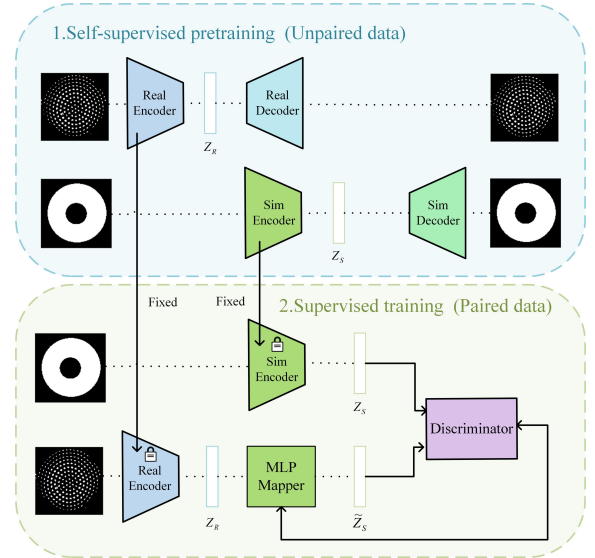 1.Self-supervised pretraining (Unpaired data)
Real
Encoder
Real
Decoder
Z_R
Sim
Encoder
Sim
Decoder
Z_S
Fixed
Fixed
2.Supervised training (Paired data)
Sim
Encoder
Z_S
Discriminator
Real
Encoder
MLP
Mapper
Z_R
Z̃_S